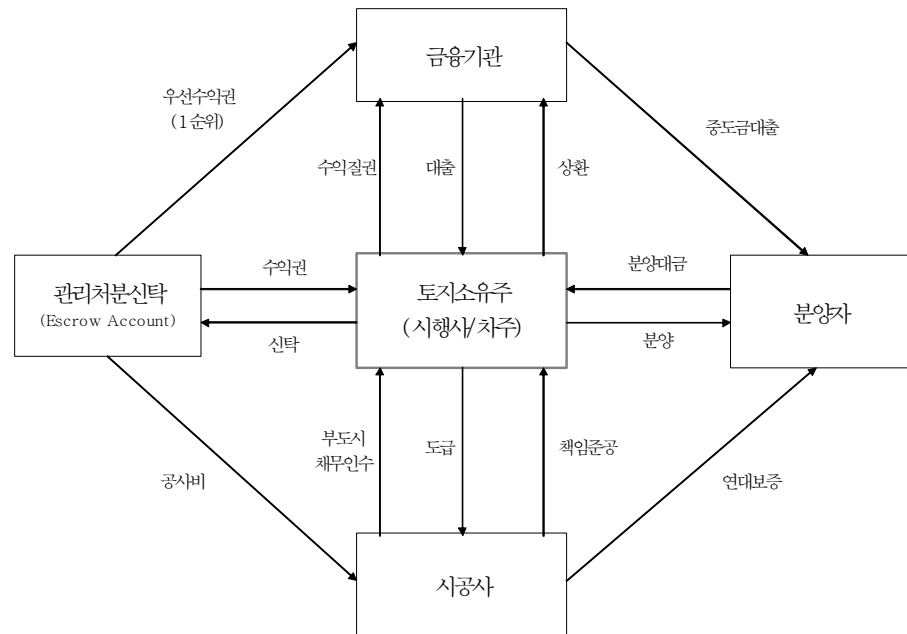 금융기관
우선수익권
(1순위)
중도금대출
수익질권
대출
상환
수익권
분양대금
관리처분신탁
(Escrow Account)
토지소유주
(시행사/차주)
분양자
신탁
분양
부도시
채무인수
도급
책임준공
공사비
연대보증
시공사